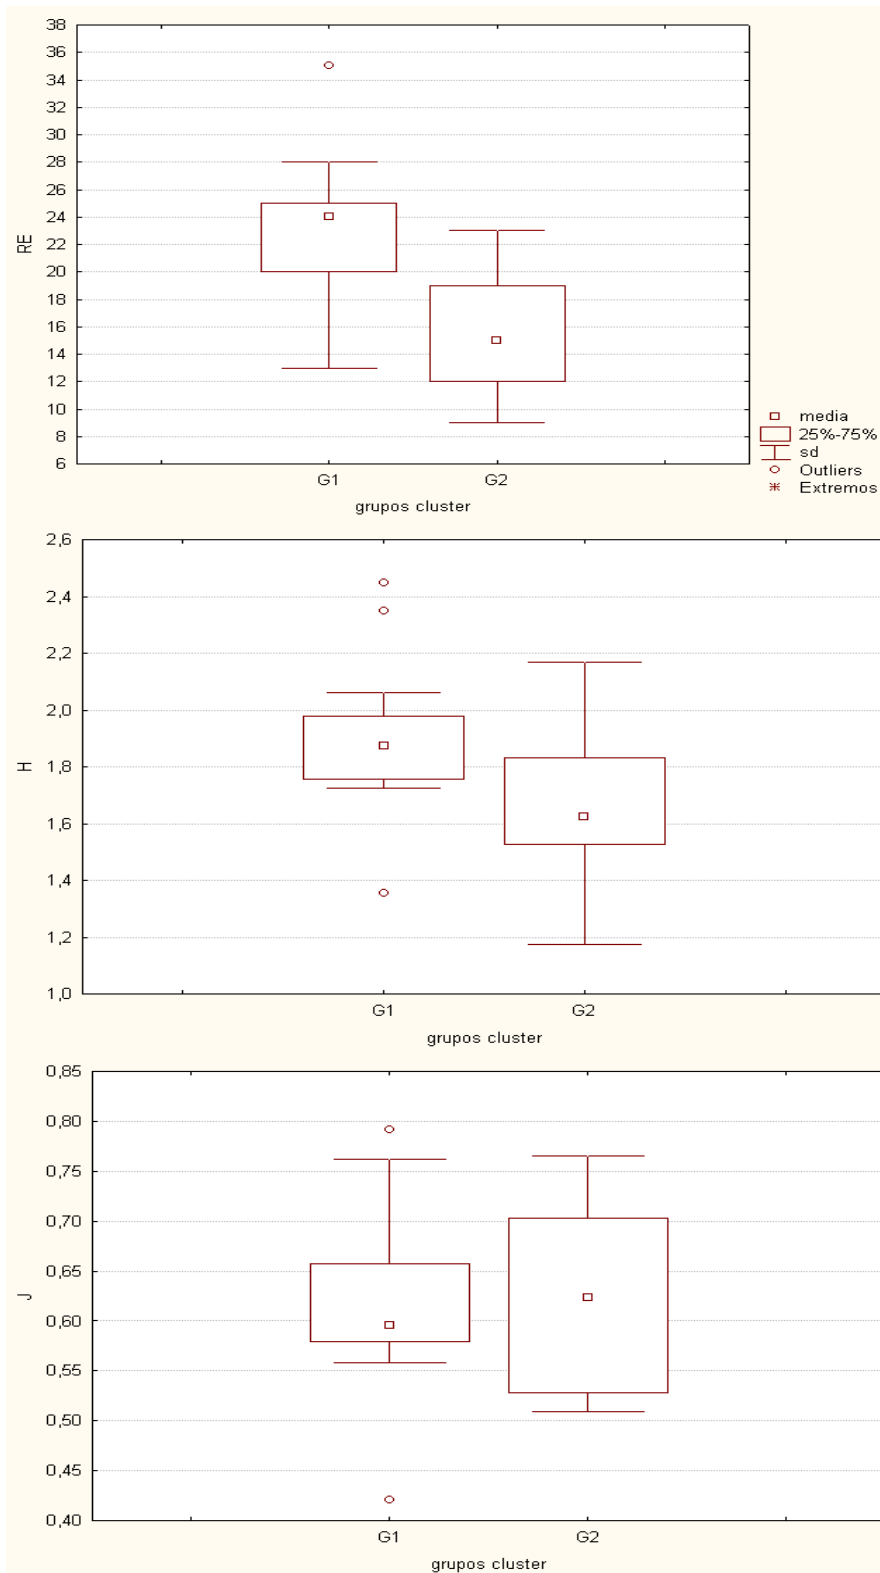 38
36
34
32
30
28
26
24
22
20
18
16
14
12
10
8
6
RE
G1
G2
grupos cluster
media
25%-75%
sd
Outliers
Extremos
2,6
2,4
2,2
2,0
1,8
1,6
1,4
1,2
1,0
H
G1
G2
grupos cluster
0,85
0,80
0,75
0,70
0,65
0,60
0,55
0,50
0,45
0,40
J
G1
G2
grupos cluster